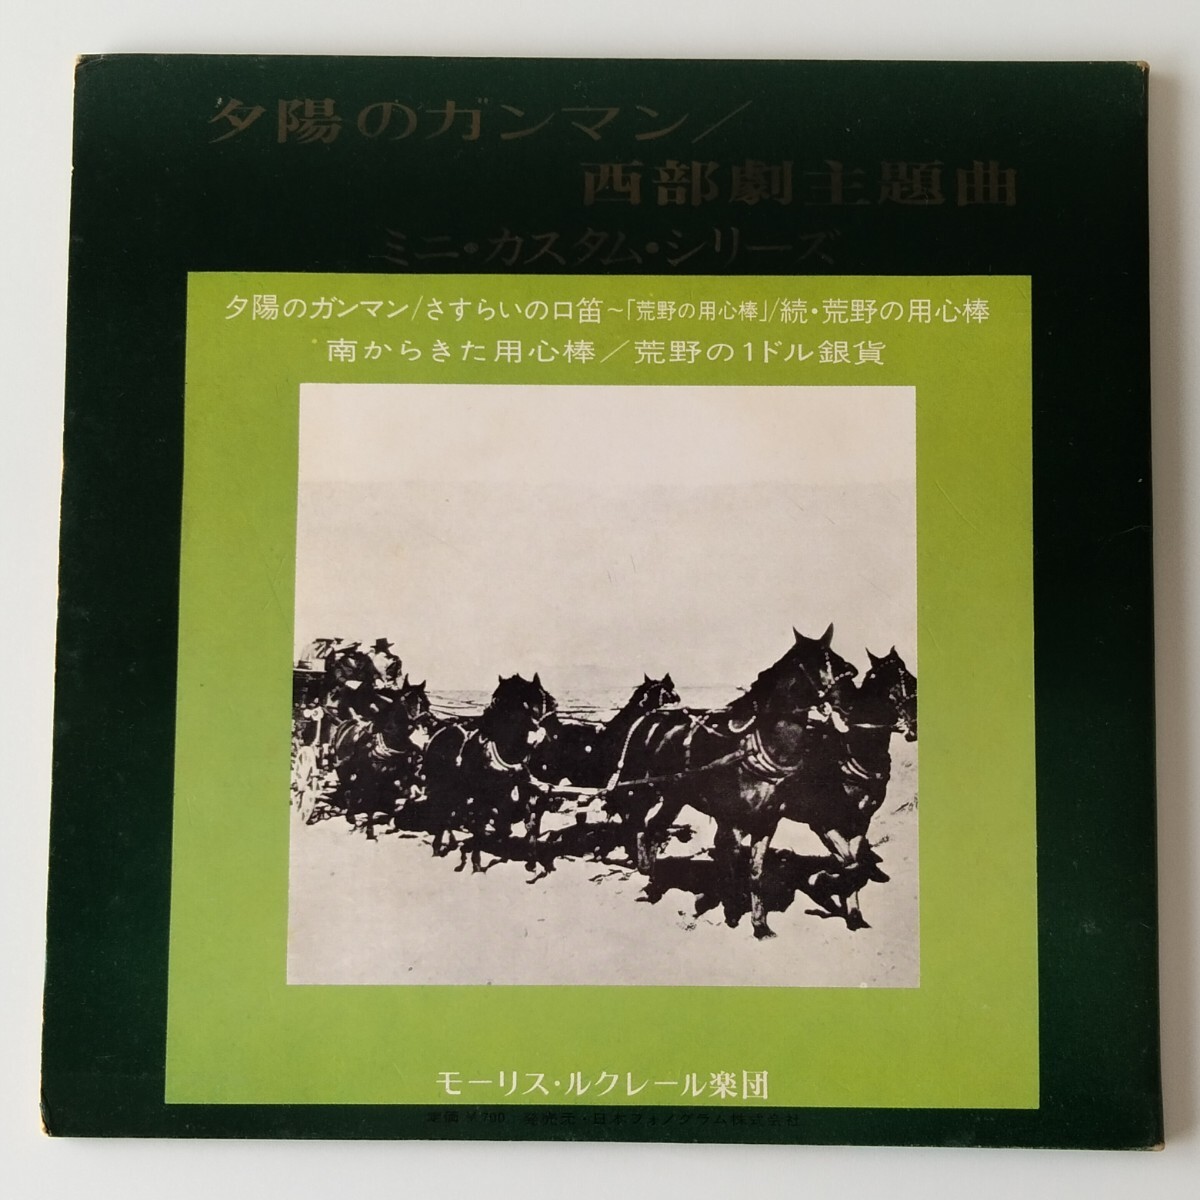 夕陽のガンマン／
西部劇主題曲
ミニ・カスタム・シリーズ
夕陽のガンマン/さすらいの口笛~「荒野の用心棒」/続・荒野の用心棒
南からきた用心棒／荒野の1ドル銀貨
モーリス・ルクレール楽団
定価 ¥700 発売元・日本フォノグラム株式会社